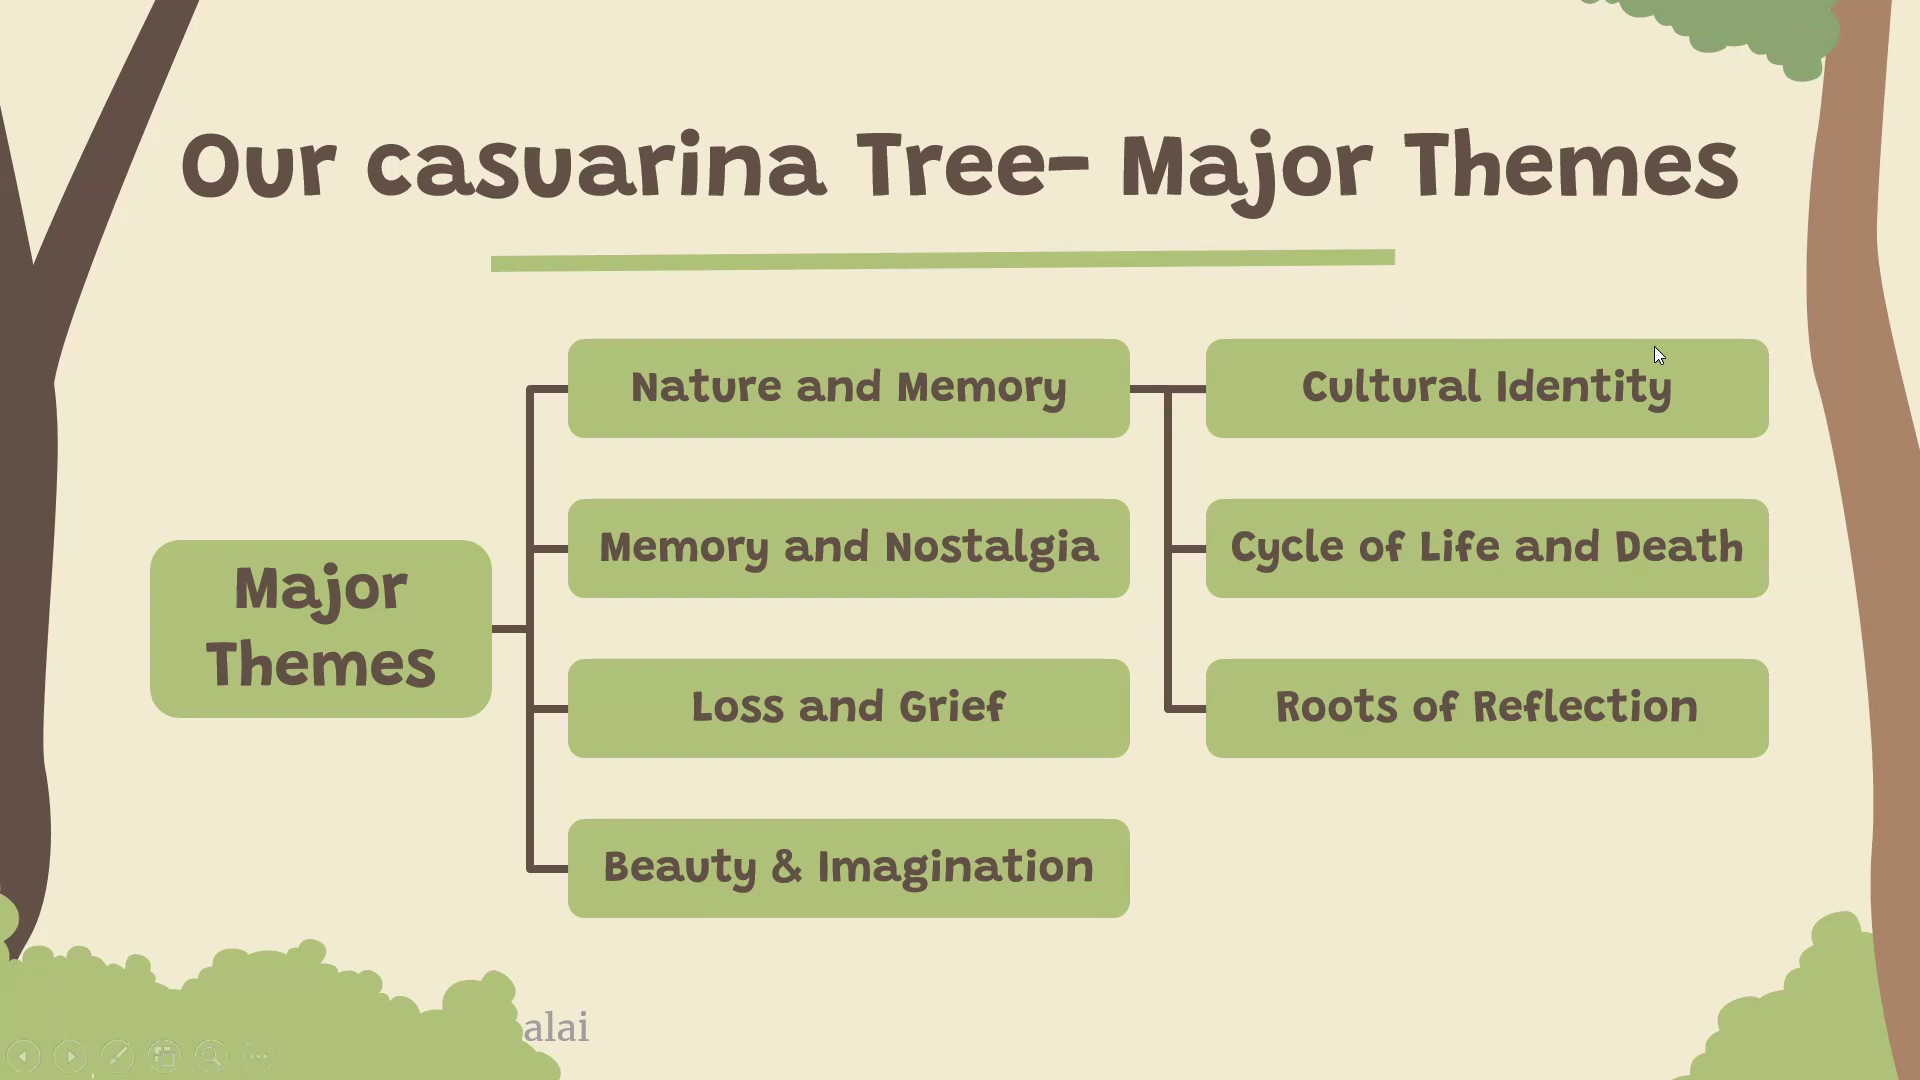 Our casuarina Tree- Major Themes
Major
Themes
Nature and Memory
Memory and Nostalgia
Loss and Grief
Beauty & Imagination
Cultural Identity
Cycle of Life and Death
Roots of Reflection
alai